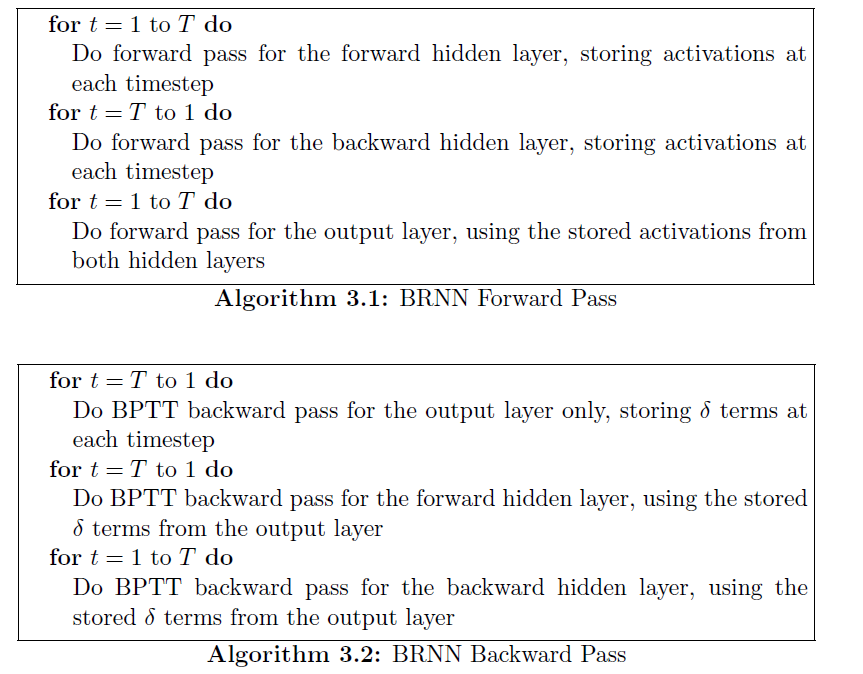 for t = 1 to T do
Do forward pass for the forward hidden layer, storing activations at
each timestep
for t = T to 1 do
Do forward pass for the backward hidden layer, storing activations at
each timestep
for t = 1 to T do
Do forward pass for the output layer, using the stored activations from
both hidden layers
Algorithm 3.1: BRNN Forward Pass
for t = T to 1 do
Do BPTT backward pass for the output layer only, storing δ terms at
each timestep
for t = T to 1 do
Do BPTT backward pass for the forward hidden layer, using the stored
δ terms from the output layer
for t = 1 to T do
Do BPTT backward pass for the backward hidden layer, using the
stored δ terms from the output layer
Algorithm 3.2: BRNN Backward Pass